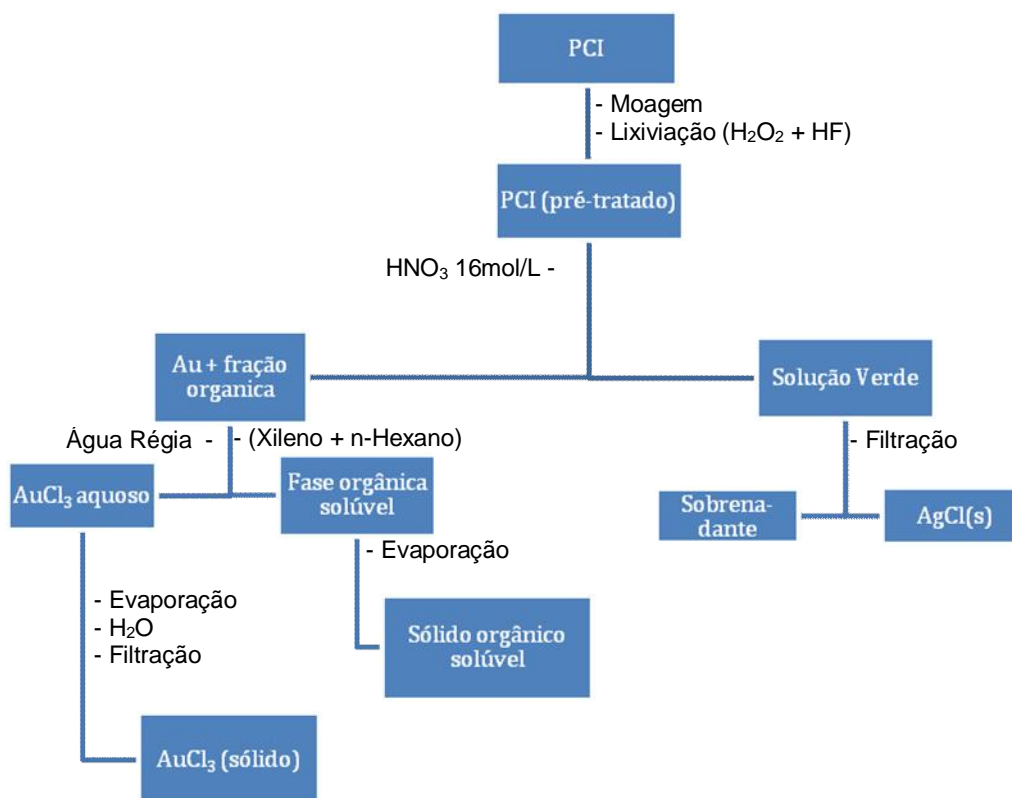 PCI
- Moagem
- Lixiviação (H₂O₂ + HF)
PCI (pré-tratado)
HNO₃ 16mol/L -
Au + fração
organica
Solução Verde
Água Régia -
- (Xileno + n-Hexano)
- Filtração
AuCl₃ aquoso
Fase orgânica
solúvel
Sobrena-
dante
AgCl(s)
- Evaporação
- Evaporação
- H₂O
- Filtração
Sólido orgânico
solúvel
AuCl₃ (sólido)